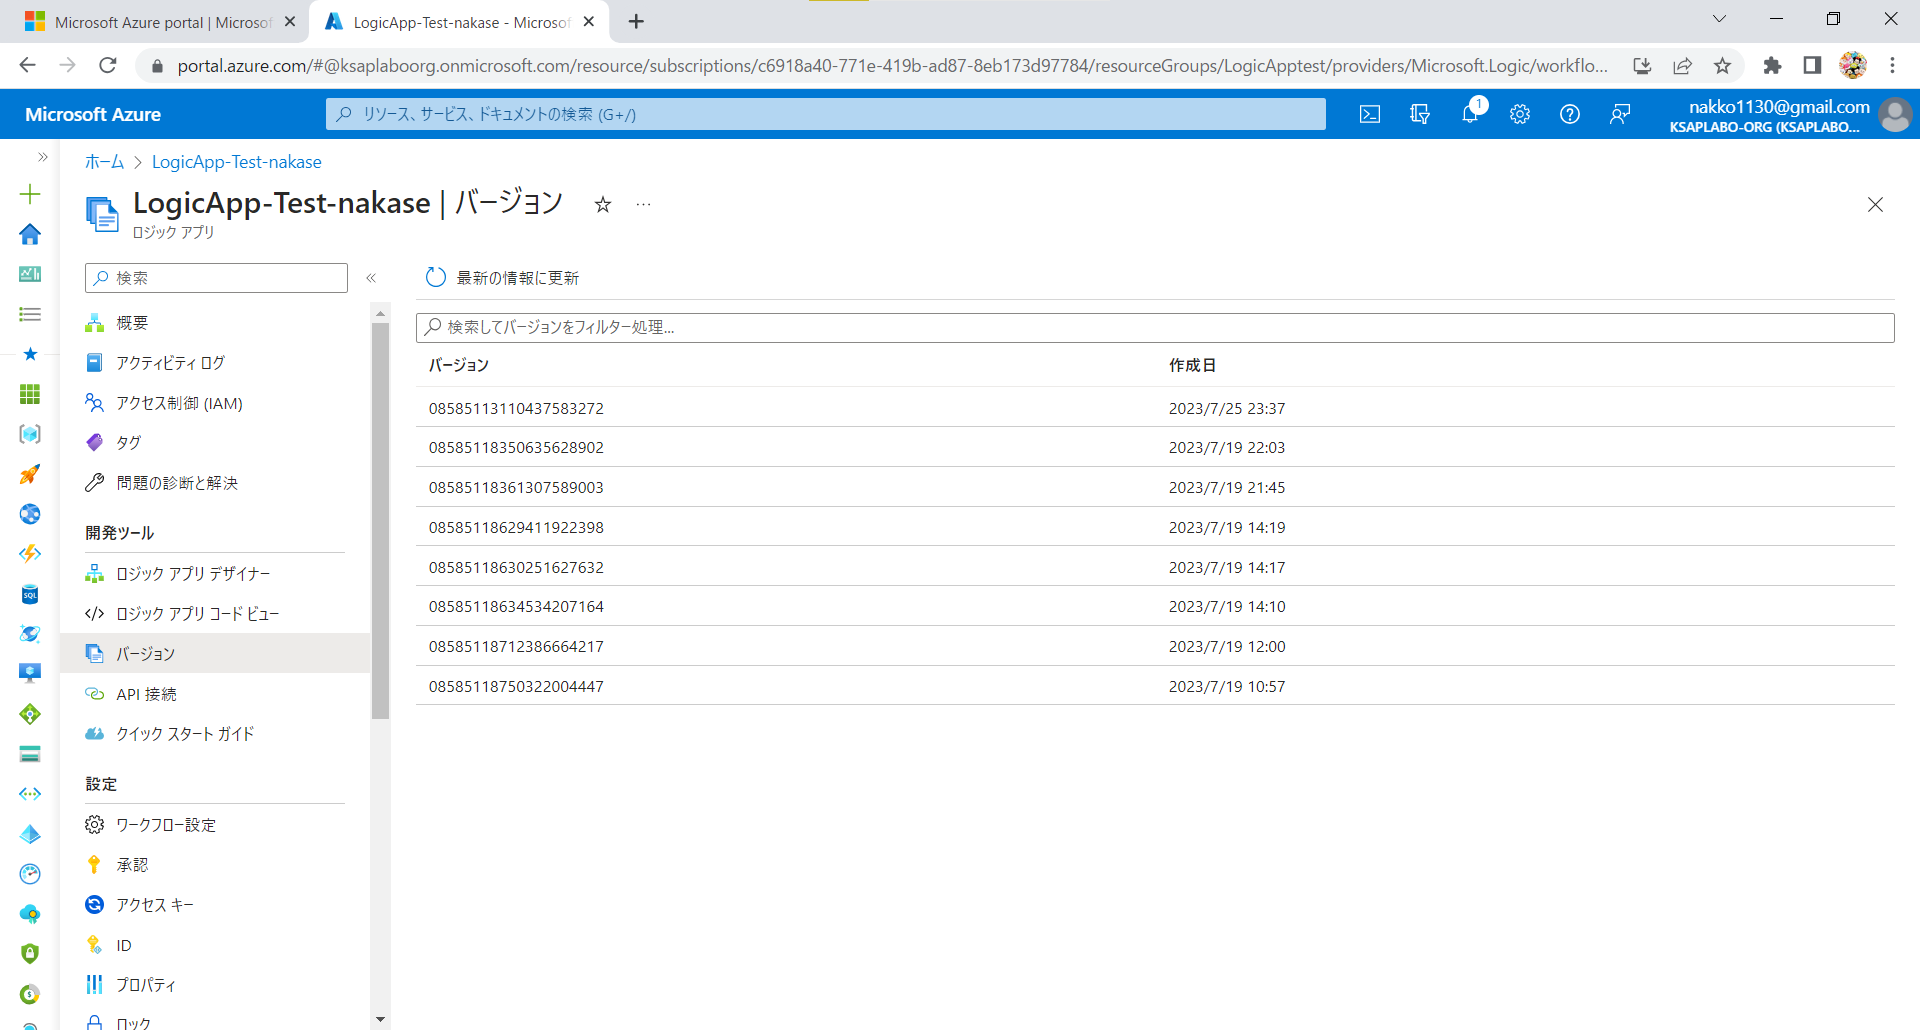 Microsoft Azure portal | Microsof
LogicApp-Test-nakase - Microsof
portal.azure.com/#@ksaplaboorg.onmicrosoft.com/resource/subscriptions/c6918a40-771e-419b-ad87-8eb173d97784/resourceGroups/LogicApptest/providers/Microsoft.Logic/workflo...
Microsoft Azure
リソース、サービス、ドキュメントの検索 (G+/)
1
nakko1130@gmail.com
KSAPLABO-ORG (KSAPLABO...
ホーム > LogicApp-Test-nakase
LogicApp-Test-nakase | バージョン
ロジック アプリ
検索
概要
アクティビティ ログ
アクセス制御 (IAM)
タグ
問題の診断と解決
開発ツール
ロジック アプリ デザイナー
ロジック アプリ コード ビュー
バージョン
API 接続
クイック スタート ガイド
設定
ワークフロー設定
承認
アクセス キー
ID
プロパティ
ロック
最新の情報に更新
検索してバージョンをフィルター処理...
バージョン 作成日
08585113110437583272 2023/7/25 23:37
08585118350635628902 2023/7/19 22:03
08585118361307589003 2023/7/19 21:45
08585118629411922398 2023/7/19 14:19
08585118630251627632 2023/7/19 14:17
08585118634534207164 2023/7/19 14:10
08585118712386664217 2023/7/19 12:00
08585118750322004447 2023/7/19 10:57
SQL